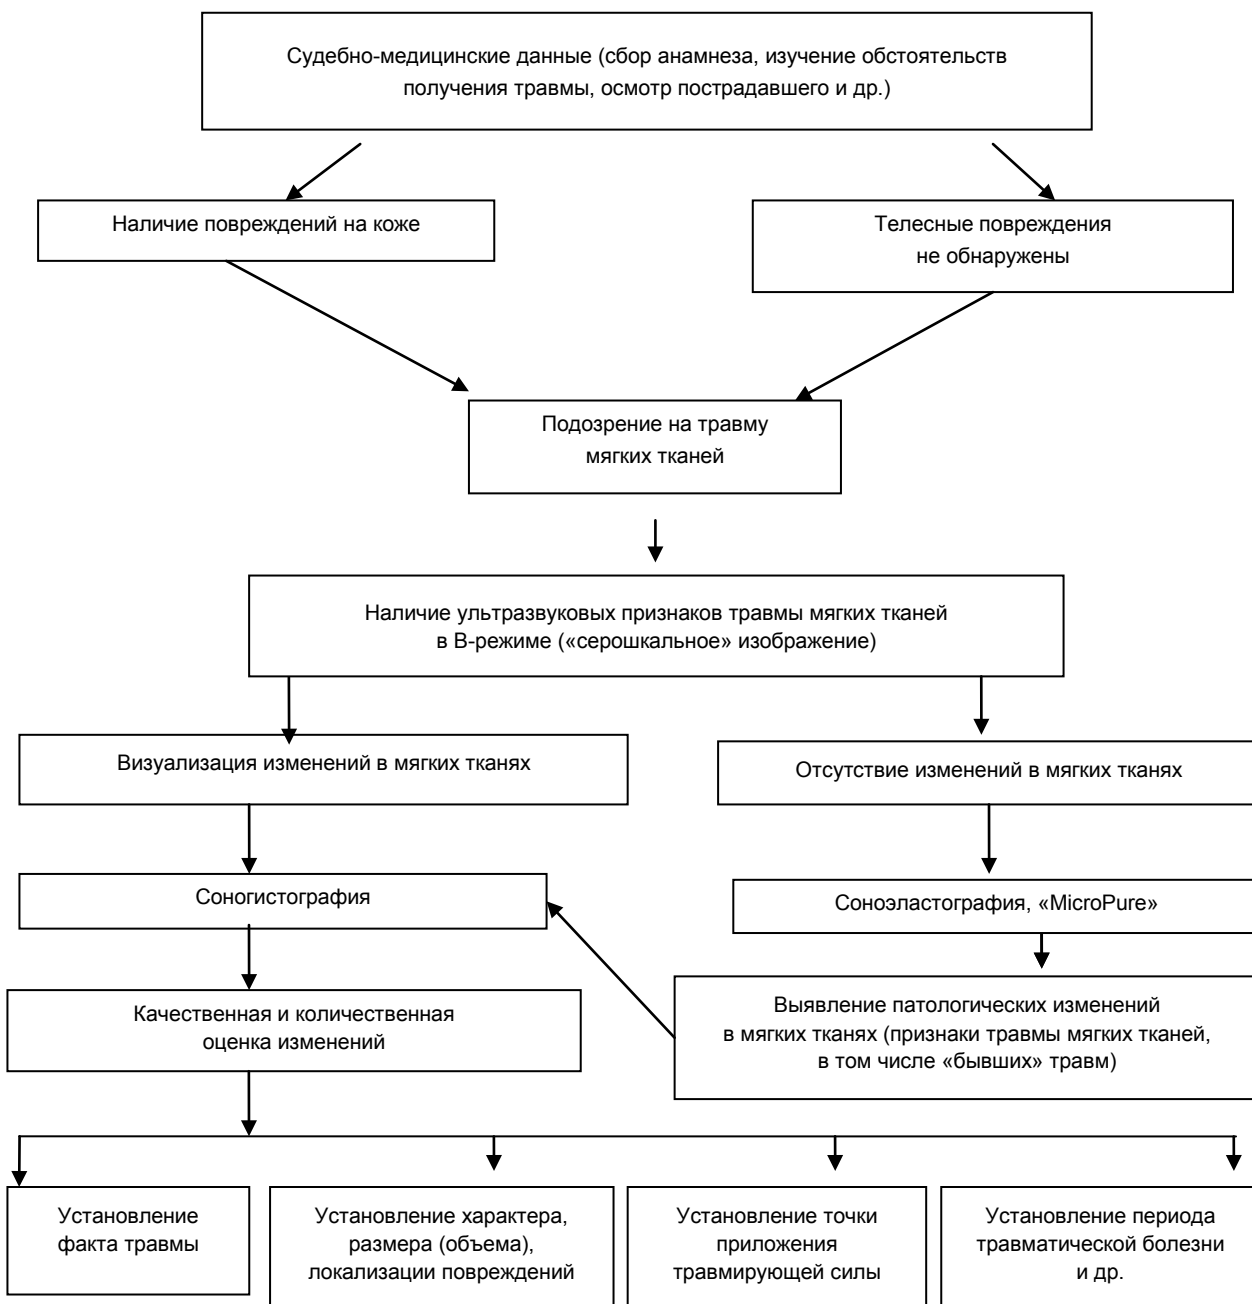 Судебно-медицинские данные (сбор анамнеза, изучение обстоятельств
получения травмы, осмотр пострадавшего и др.)
Наличие повреждений на коже
Телесные повреждения
не обнаружены
Подозрение на травму
мягких тканей
Наличие ультразвуковых признаков травмы мягких тканей
в В-режиме («серошкальное» изображение)
Визуализация изменений в мягких тканях
Отсутствие изменений в мягких тканях
Соногистография
Соноэластография, «MicroPure»
Качественная и количественная
оценка изменений
Выявление патологических изменений
в мягких тканях (признаки травмы мягких тканей,
в том числе «бывших» травм)
Установление
факта травмы
Установление характера,
размера (объема),
локализации повреждений
Установление точки
приложения
травмирующей силы
Установление периода
травматической болезни
и др.